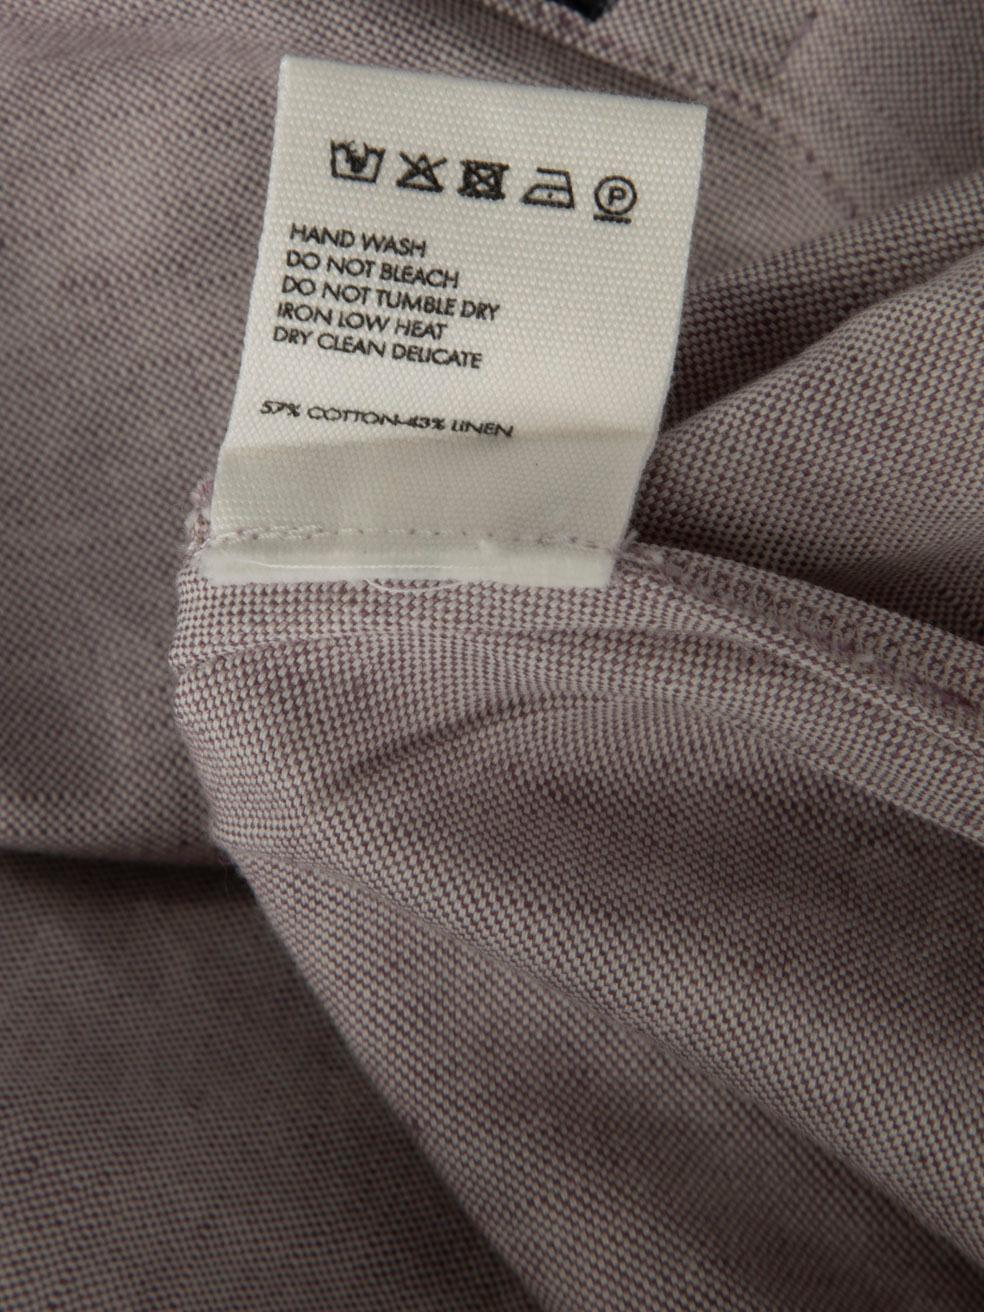 P
HAND WASH
DO NOT BLEACH
DO NOT TUMBLE DRY
IRON LOW HEAT
DRY CLEAN DELICATE
57% COTTON-43% LINEN